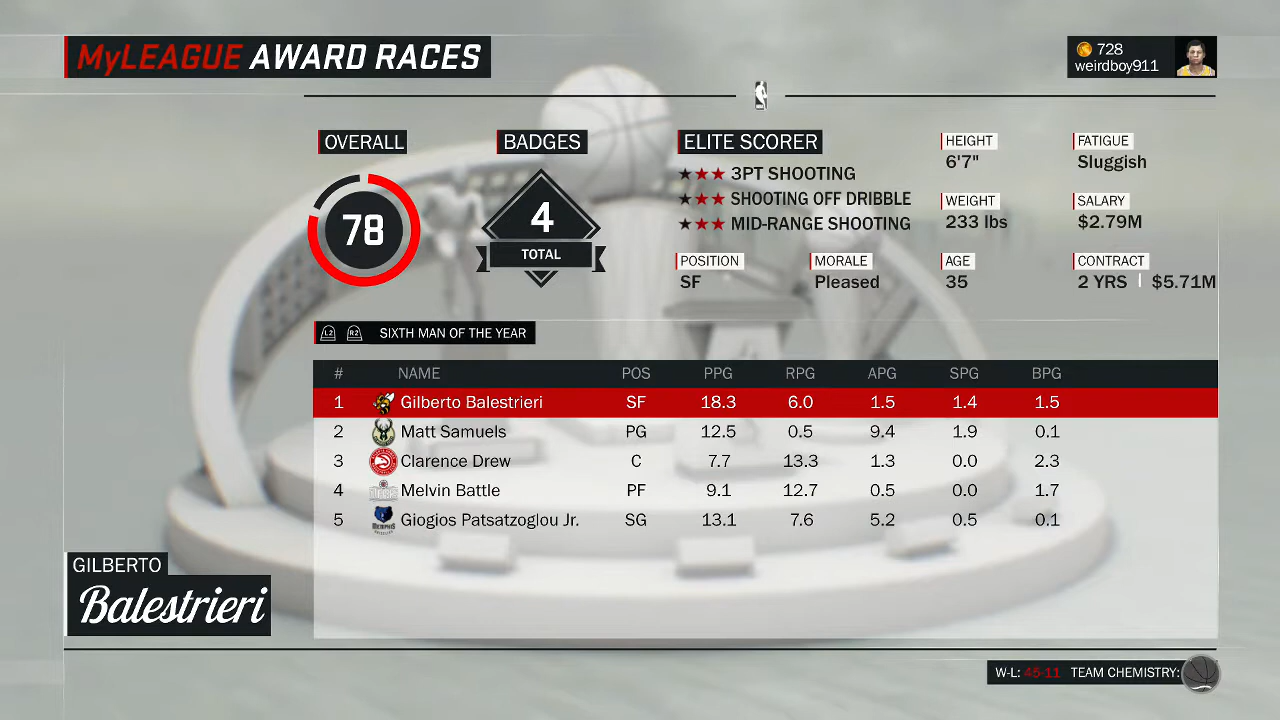 MyLEAGUE AWARD RACES
728
weirdboy911
OVERALL
78
BADGES
4
TOTAL
ELITE SCORER
3PT SHOOTING
SHOOTING OFF DRIBBLE
MID-RANGE SHOOTING
POSITION
SF
MORALE
Pleased
HEIGHT
6'7"
WEIGHT
233 lbs
AGE
35
FATIGUE
Sluggish
SALARY
$2.79M
CONTRACT
2 YRS | $5.71M
L2 R2 SIXTH MAN OF THE YEAR
# NAME POS PPG RPG APG SPG BPG
1 Gilberto Balestrieri SF 18.3 6.0 1.5 1.4 1.5
2 Matt Samuels PG 12.5 0.5 9.4 1.9 0.1
3 Clarence Drew C 7.7 13.3 1.3 0.0 2.3
4 Melvin Battle PF 9.1 12.7 0.5 0.0 1.7
5 Giogios Patsatzoglou Jr. SG 13.1 7.6 5.2 0.5 0.1
GILBERTO
Balestrieri
W-L: 45-11 TEAM CHEMISTRY: